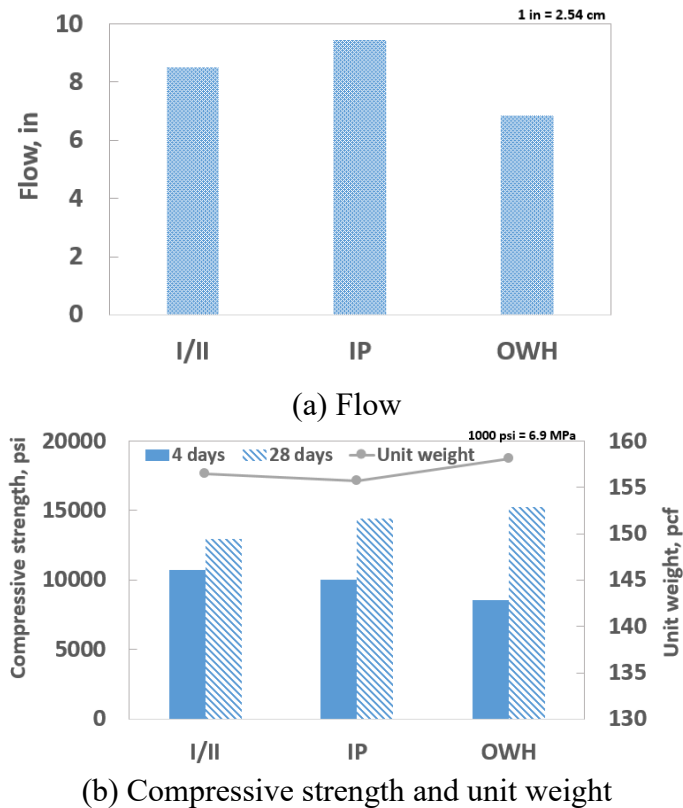 1 in = 2.54 cm
10
8
6
4
2
0
Flow, in
I/II IP OWH
(a) Flow
1000 psi = 6.9 MPa
4 days 28 days Unit weight
20000
15000
10000
5000
0
Compressive strength, psi
160
155
150
145
140
135
130
Unit weight, pcf
I/II IP OWH
(b) Compressive strength and unit weight